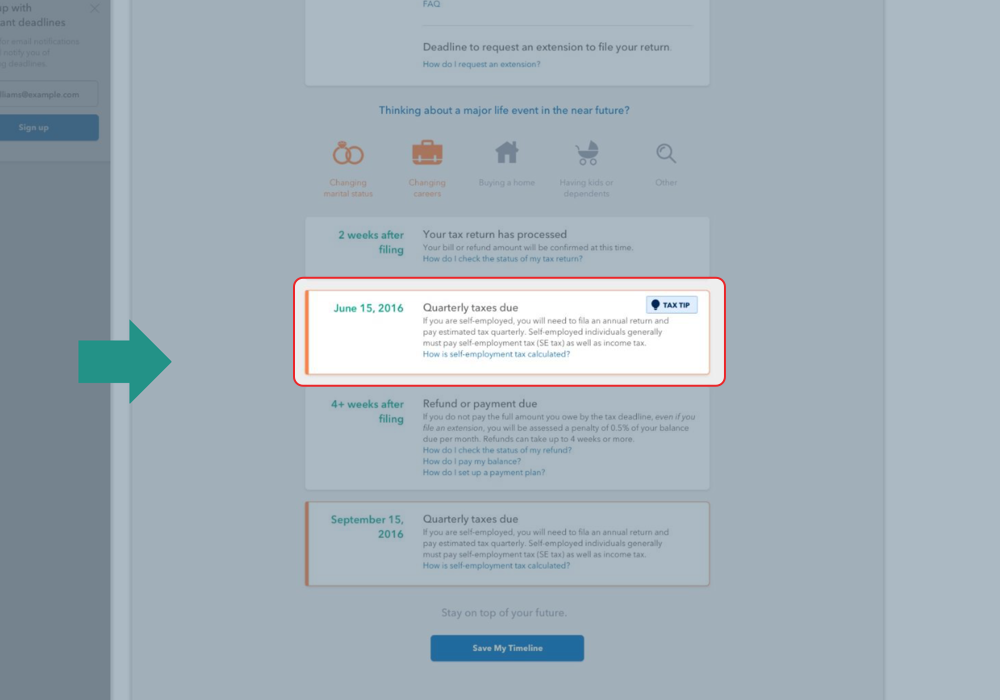 up with
ant deadlines
for email notifications
notify you of
deadlines.
lliams@example.com
Sign up
FAQ
Deadline to request an extension to file your return.
How do I request an extension?
Thinking about a major life event in the near future?
Changing
marital status
Changing
careers
Buying a home
Having kids or
dependents
Other
2 weeks after
filing
Your tax return has processed
Your bill or refund amount will be confirmed at this time.
How do I check the status of my tax return?
June 15, 2016
Quarterly taxes due
TAX TIP
If you are self-employed, you will need to fila an annual return and
pay estimated tax quarterly. Self-employed individuals generally
must pay self-employment tax (SE tax) as well as income tax.
How is self-employment tax calculated?
4+ weeks after
filing
Refund or payment due
If you do not pay the full amount you owe by the tax deadline, even if you
file an extension, you will be assessed a penalty of 0.5% of your balance
due per month. Refunds can take up to 4 weeks or more.
How do I check the status of my refund?
How do I pay my balance?
How do I set up a payment plan?
September 15,
2016
Quarterly taxes due
If you are self-employed, you will need to fila an annual return and
pay estimated tax quarterly. Self-employed individuals generally
must pay self-employment tax (SE tax) as well as income tax.
How is self-employment tax calculated?
Stay on top of your future.
Save My Timeline